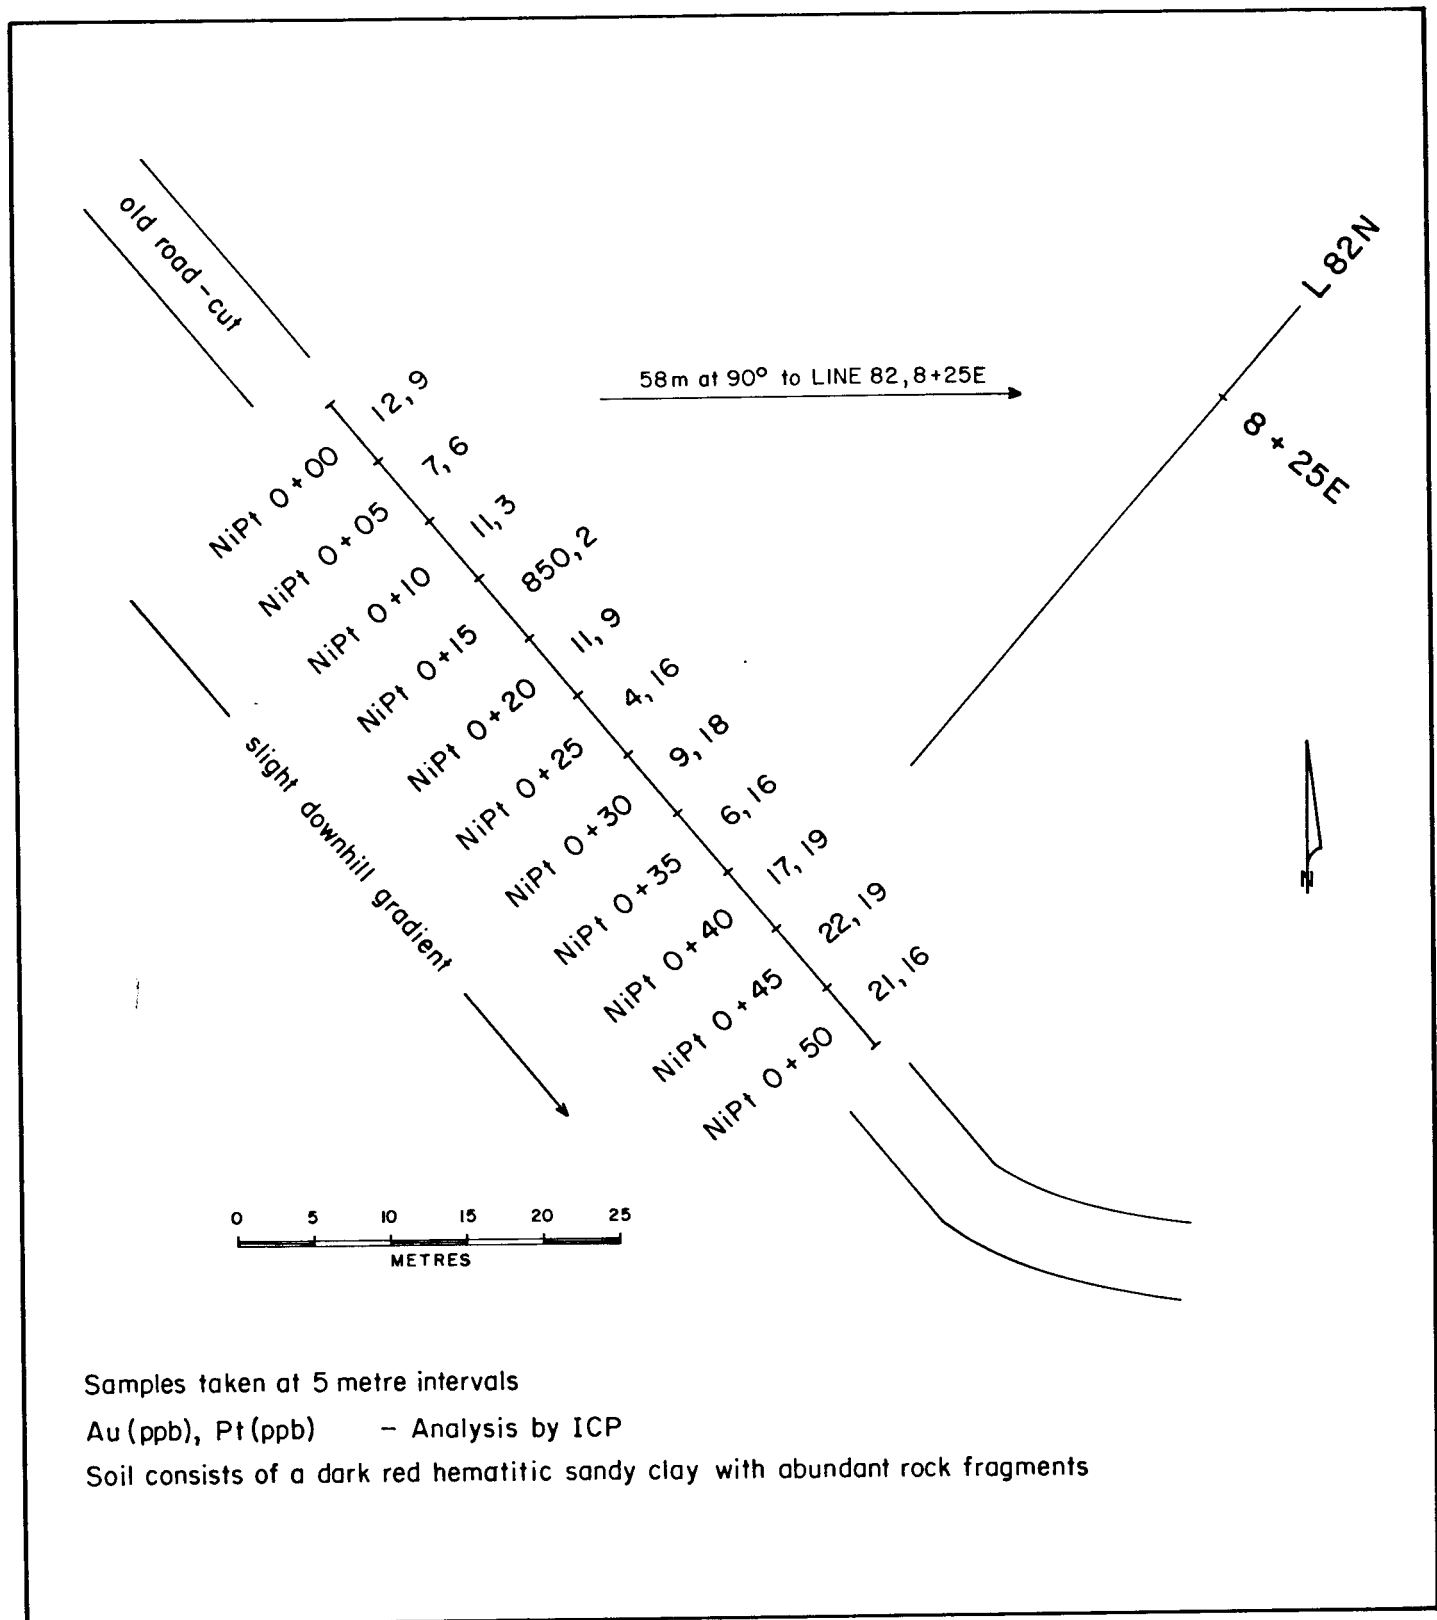 old road-cut
58m at 90° to LINE 82, 8+25E
L 82N
8 + 25E
NiPt 0+00
12, 9
NiPt 0+05
7, 6
NiPt 0+10
11, 3
NiPt 0+15
850, 2
NiPt 0+20
11, 9
NiPt 0+25
4, 16
NiPt 0+30
9, 18
NiPt 0+35
6, 16
NiPt 0+40
17, 19
NiPt 0+45
22, 19
NiPt 0+50
21, 16
slight downhill gradient
N
0 5 10 15 20 25
METRES
Samples taken at 5 metre intervals
Au (ppb), Pt (ppb) - Analysis by ICP
Soil consists of a dark red hematitic sandy clay with abundant rock fragments